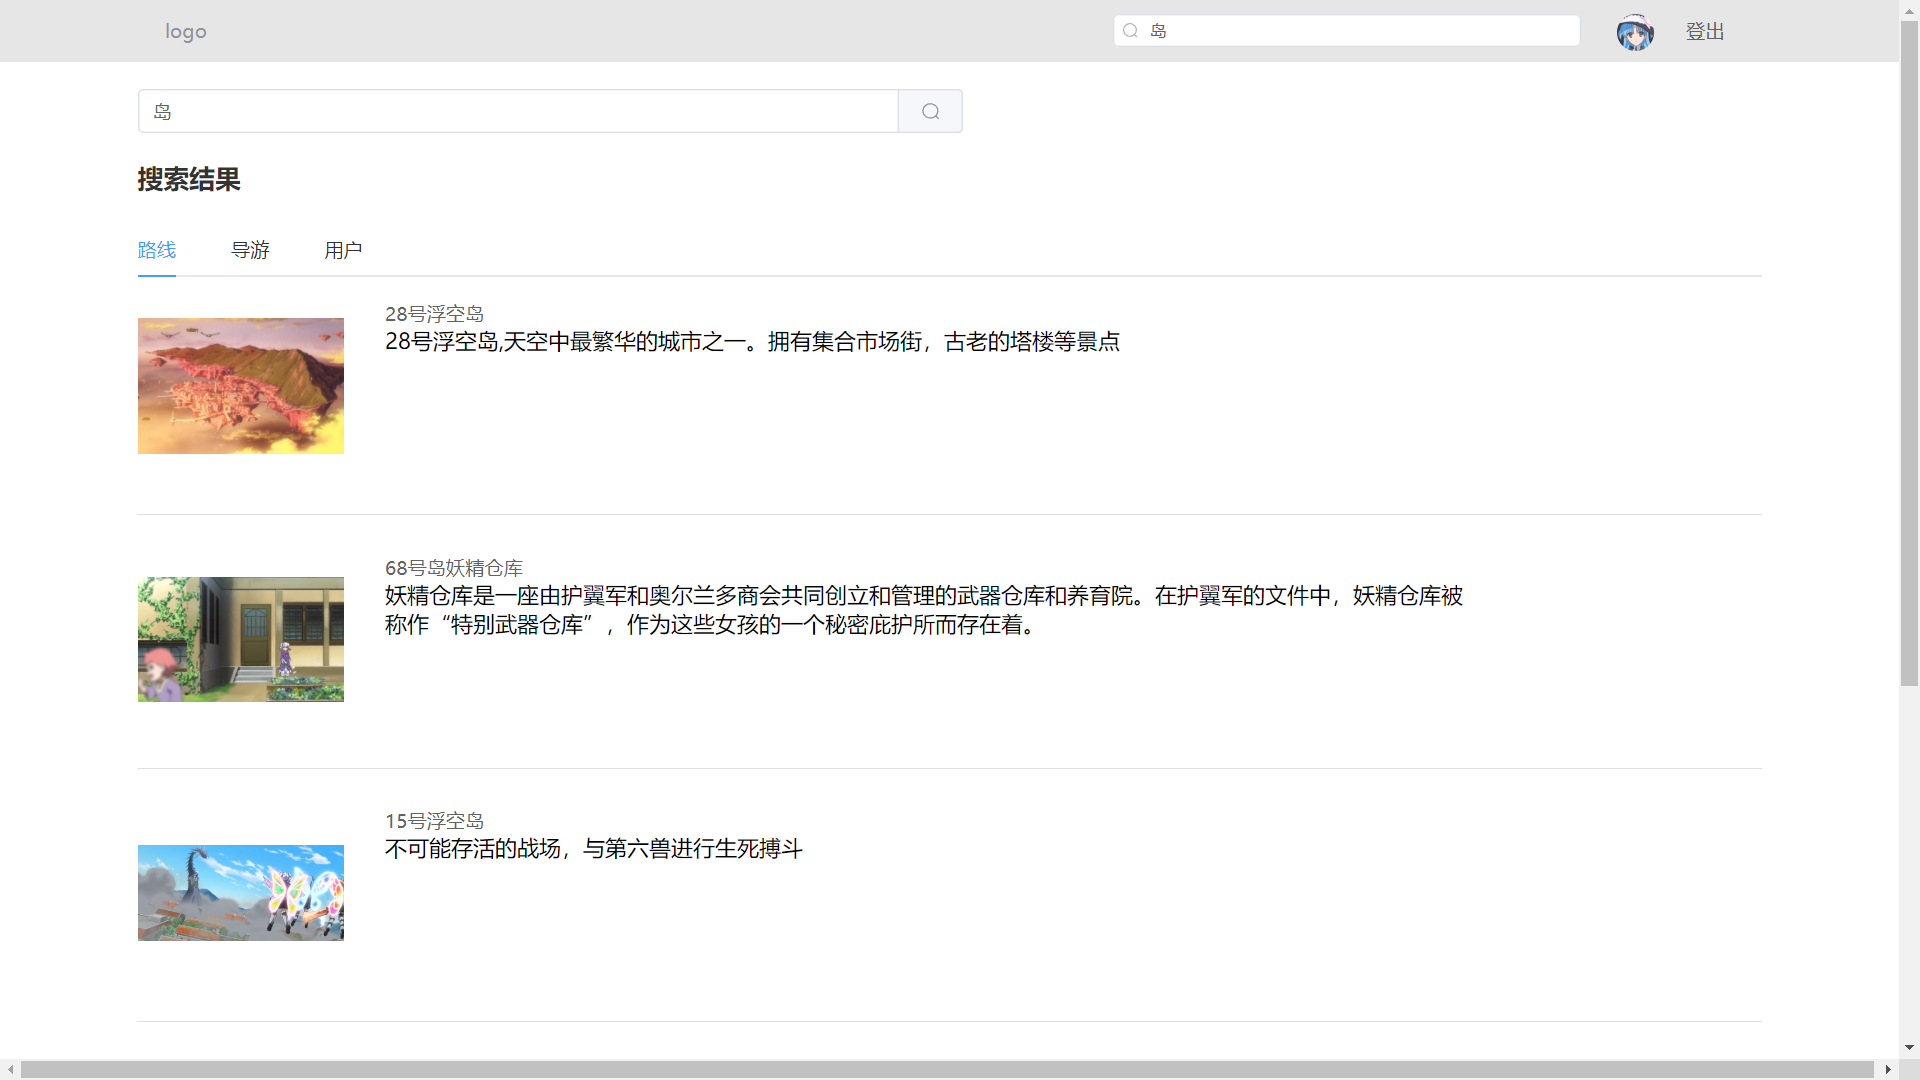 logo
岛
登出
岛
搜索结果
路线
导游
用户
28号浮空岛
28号浮空岛,天空中最繁华的城市之一。拥有集合市场街，古老的塔楼等景点
68号岛妖精仓库
妖精仓库是一座由护翼军和奥尔兰多商会共同创立和管理的武器仓库和养育院。在护翼军的文件中，妖精仓库被
称作“特别武器仓库”，作为这些女孩的一个秘密庇护所而存在着。
15号浮空岛
不可能存活的战场，与第六兽进行生死搏斗